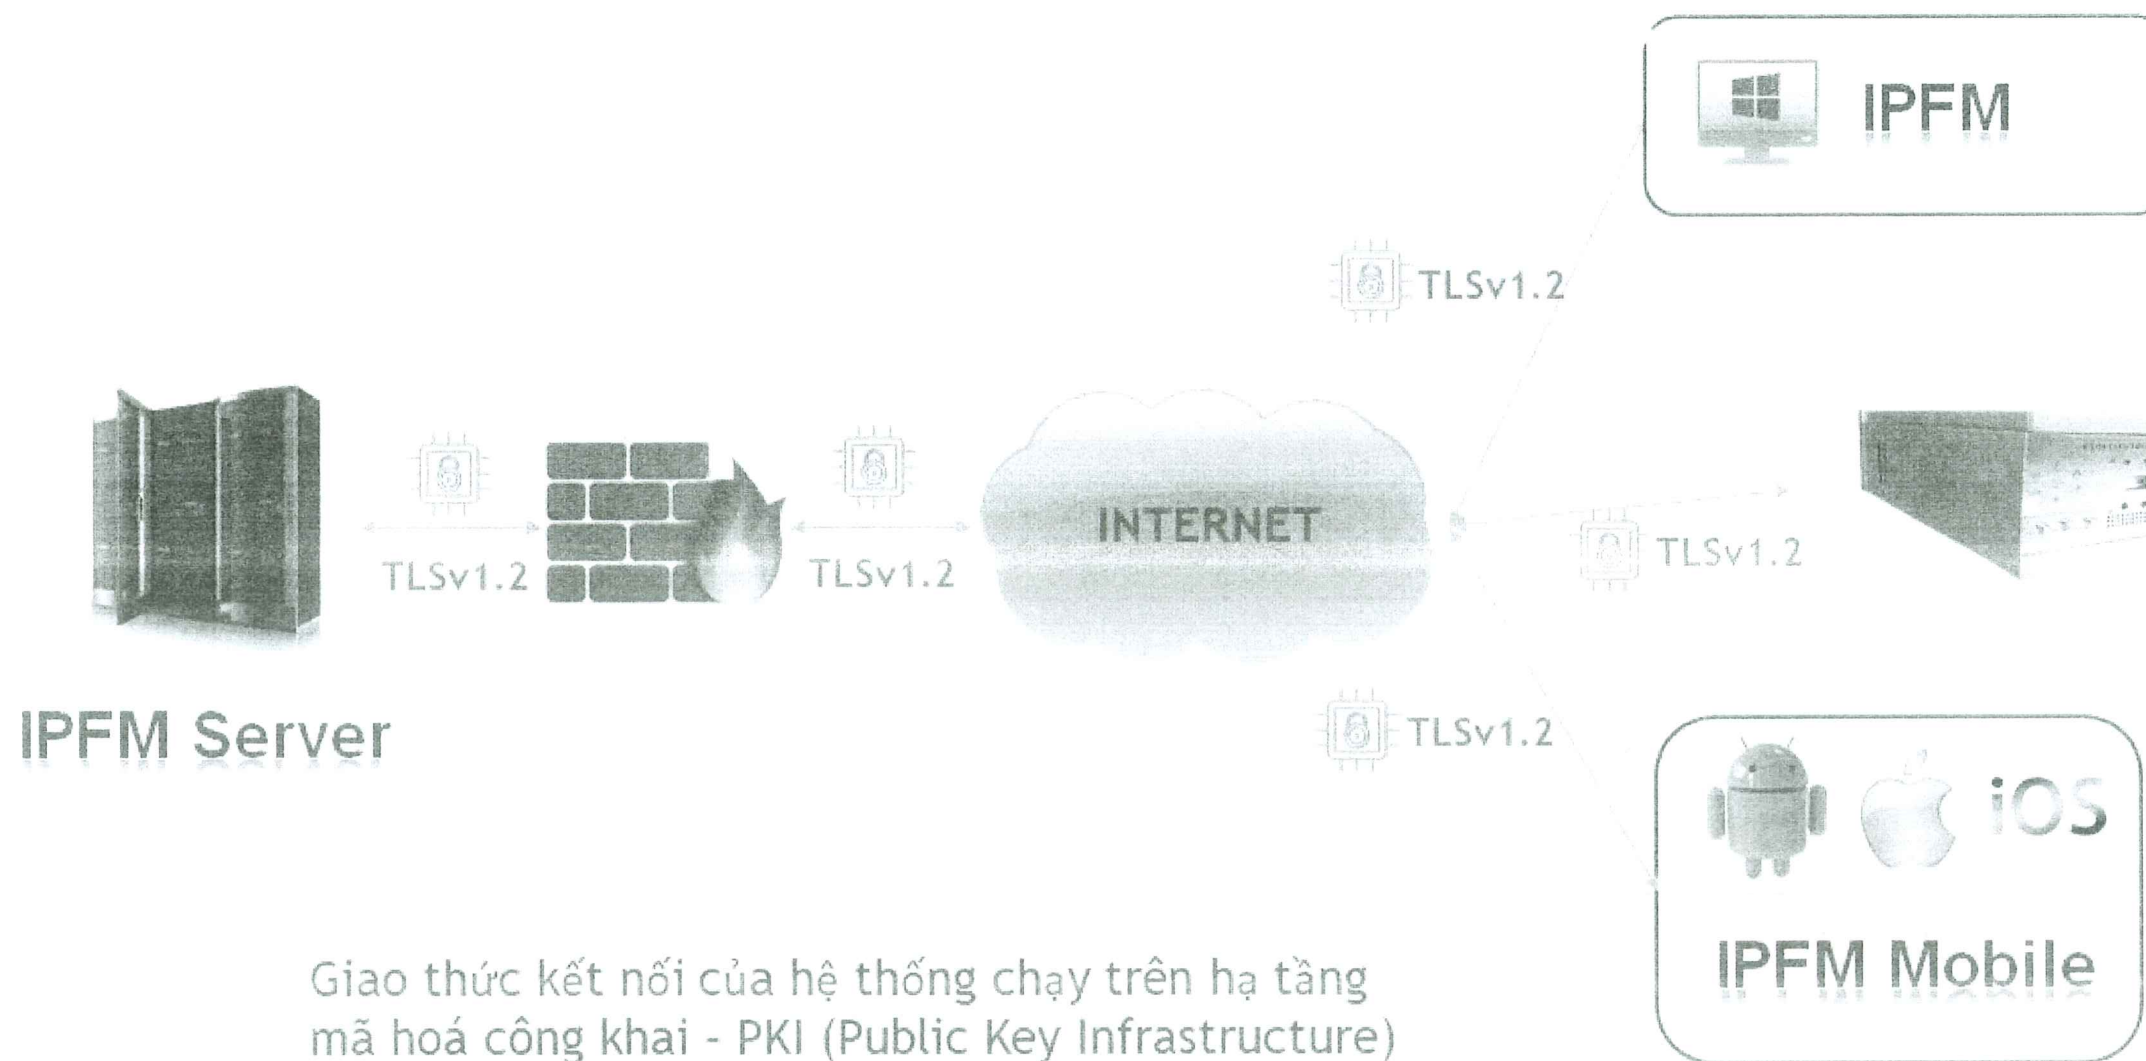 IPFM
TLSv1.2
INTERNET
TLSv1.2
TLSv1.2
TLSv1.2
IPFM Server
TLSv1.2
iOS
IPFM Mobile
Giao thức kết nối của hệ thống chạy trên hạ tầng
mã hoá công khai - PKI (Public Key Infrastructure)